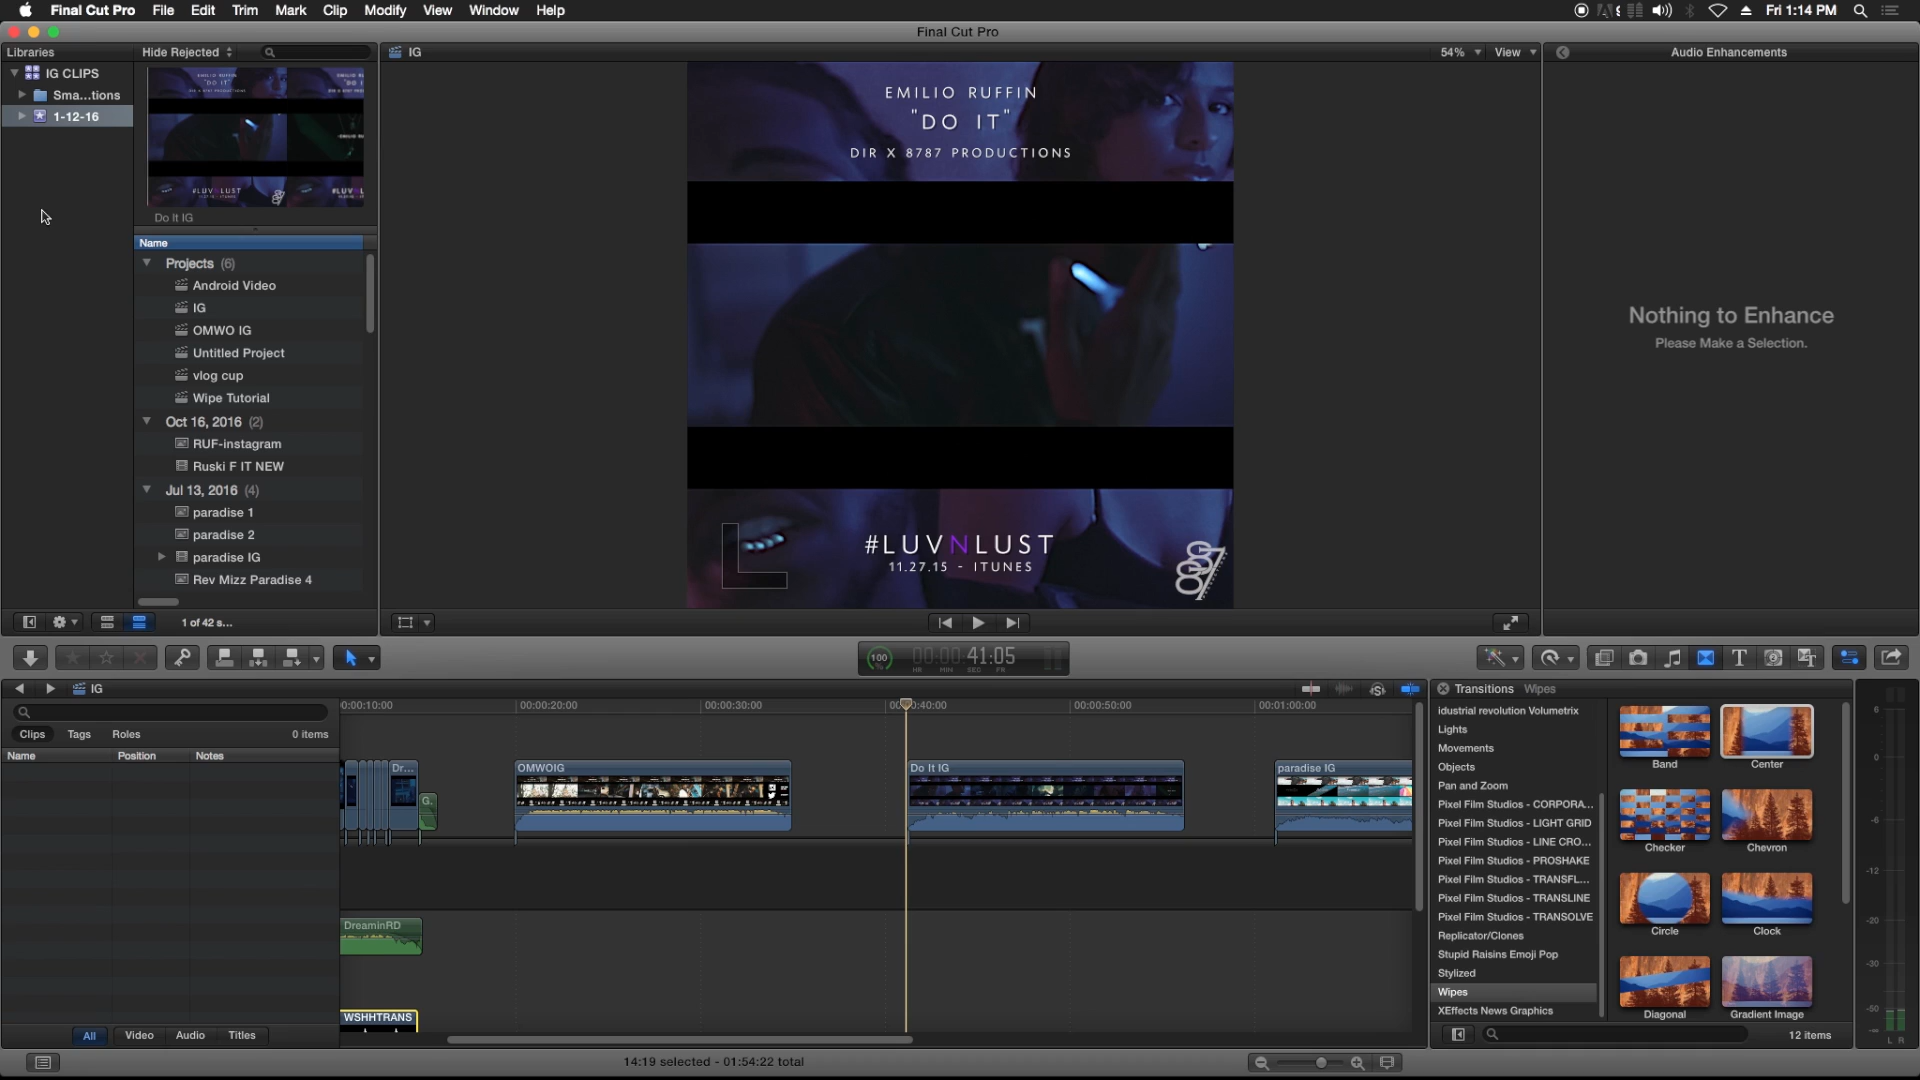 Final Cut Pro File Edit Trim Mark Clip Modify View Window Help
Fri 1:14 PM
Final Cut Pro
Libraries
Hide Rejected
IG
54% View
Audio Enhancements
IG CLIPS
Sma...tions
1-12-16
Do It IG
Name
Projects (6)
Android Video
IG
OMWO IG
Untitled Project
vlog cup
Wipe Tutorial
Oct 16, 2016 (2)
RUF-instagram
Ruski F IT NEW
Jul 13, 2016 (4)
paradise 1
paradise 2
paradise IG
Rev Mizz Paradise 4
1 of 42 s...
EMILIO RUFFIN
"DO IT"
DIR X 8787 PRODUCTIONS
#LUVNLUST
11.27.15 - ITUNES
Nothing to Enhance
Please Make a Selection.
100
00:00:41:05
HR MIN SEC FR
IG
Clips Tags Roles 0 items
Name Position Notes
All Video Audio Titles
00:00:20:00
00:00:30:00
00:00:50:00
00:01:00:00
Dr...
G.
OMWOIG
Do It IG
paradise IG
DreaminRD
WSHHTRANS
Transitions Wipes
idustrial revolution Volumetrix
Lights
Movements
Objects
Pan and Zoom
Pixel Film Studios - CORPORA...
Pixel Film Studios - LIGHT GRID
Pixel Film Studios - LINE CRO...
Pixel Film Studios - PROSHAKE
Pixel Film Studios - TRANSFL...
Pixel Film Studios - TRANSLINE
Pixel Film Studios - TRANSOLVE
Replicator/Clones
Stupid Raisins Emoji Pop
Stylized
Wipes
XEffects News Graphics
Band
Center
Checker
Chevron
Circle
Clock
Diagonal
Gradient Image
12 items
6
0
-6
-12
-20
-30
-50
L R
14:19 selected - 01:54:22 total